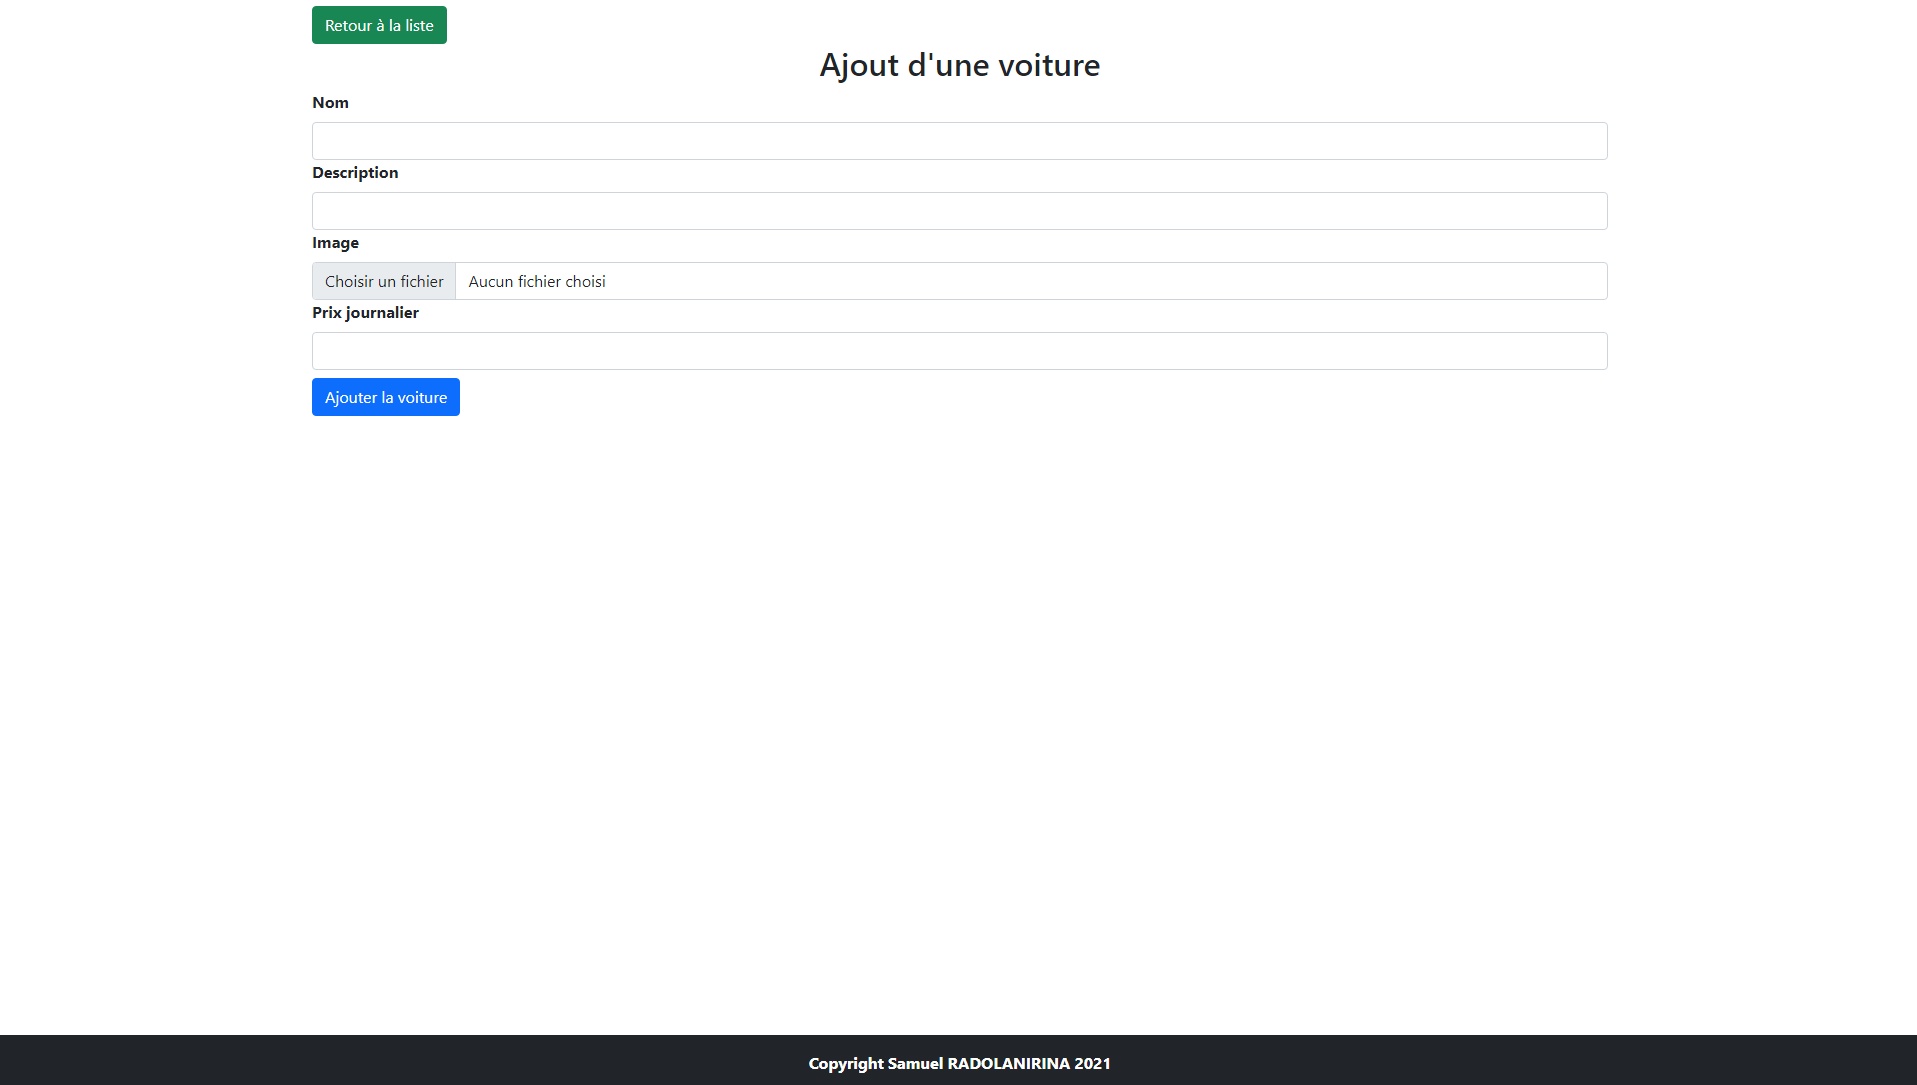 Retour à la liste
Ajout d'une voiture
Nom
Description
Image
Choisir un fichier Aucun fichier choisi
Prix journalier
Ajouter la voiture
Copyright Samuel RADOLANIRINA 2021